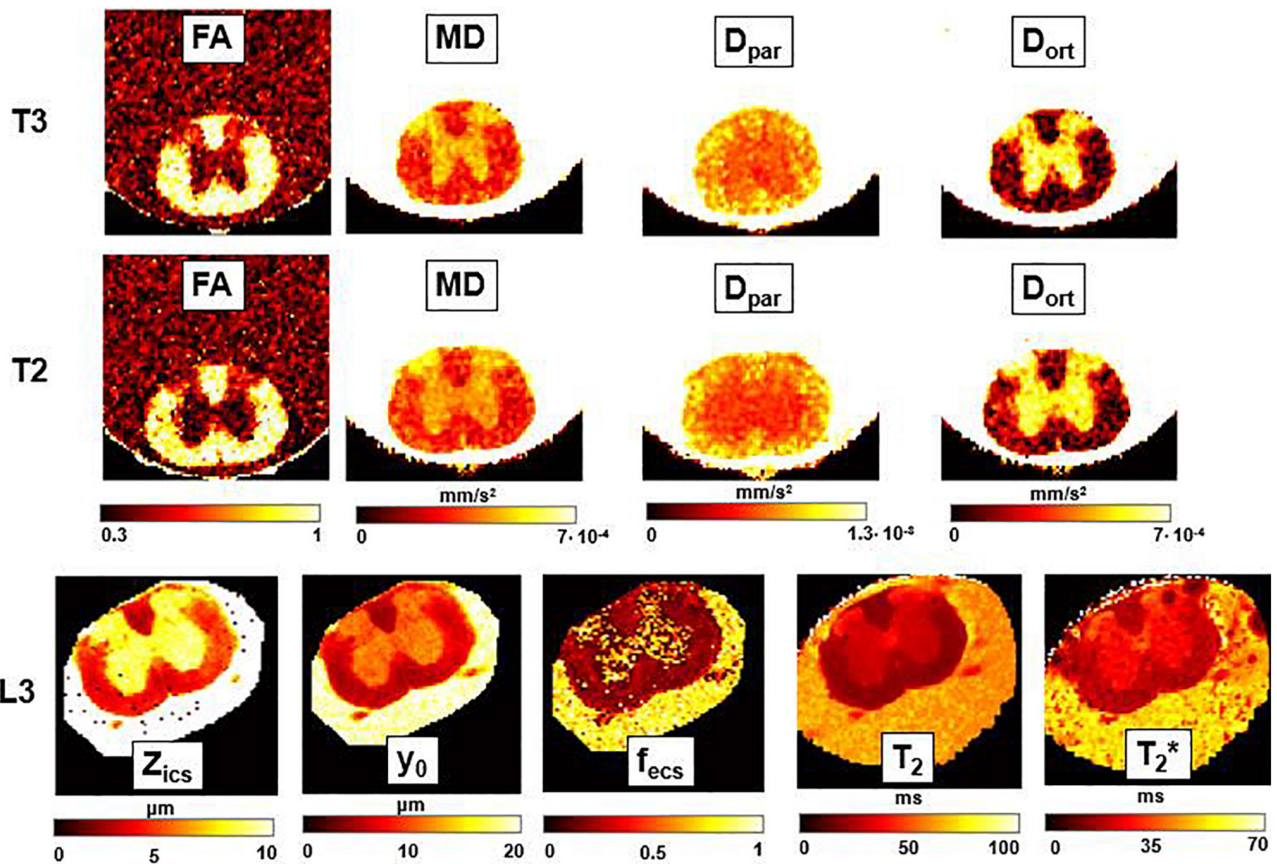 FA MD Dpar Dort
T3
FA MD Dpar Dort
T2
mm/s² mm/s² mm/s²
0.3 1 0 7·10⁻⁴ 0 1.3·10⁻³ 0 7·10⁻⁴
L3
Zics y₀ fecs T₂ T₂*
µm µm ms ms
0 5 10 0 10 20 0 0.5 1 0 50 100 0 35 70